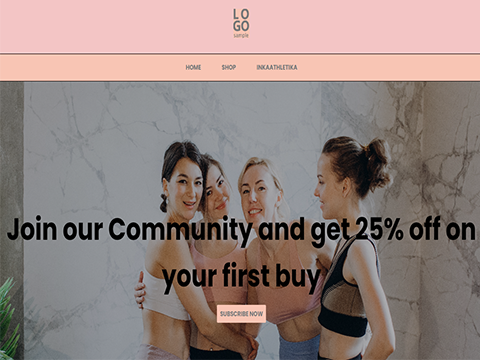 LO
GO
sample
HOME SHOP INKAATHLETIKA
Join our Community and get 25% off on
your first buy
SUBSCRIBE NOW